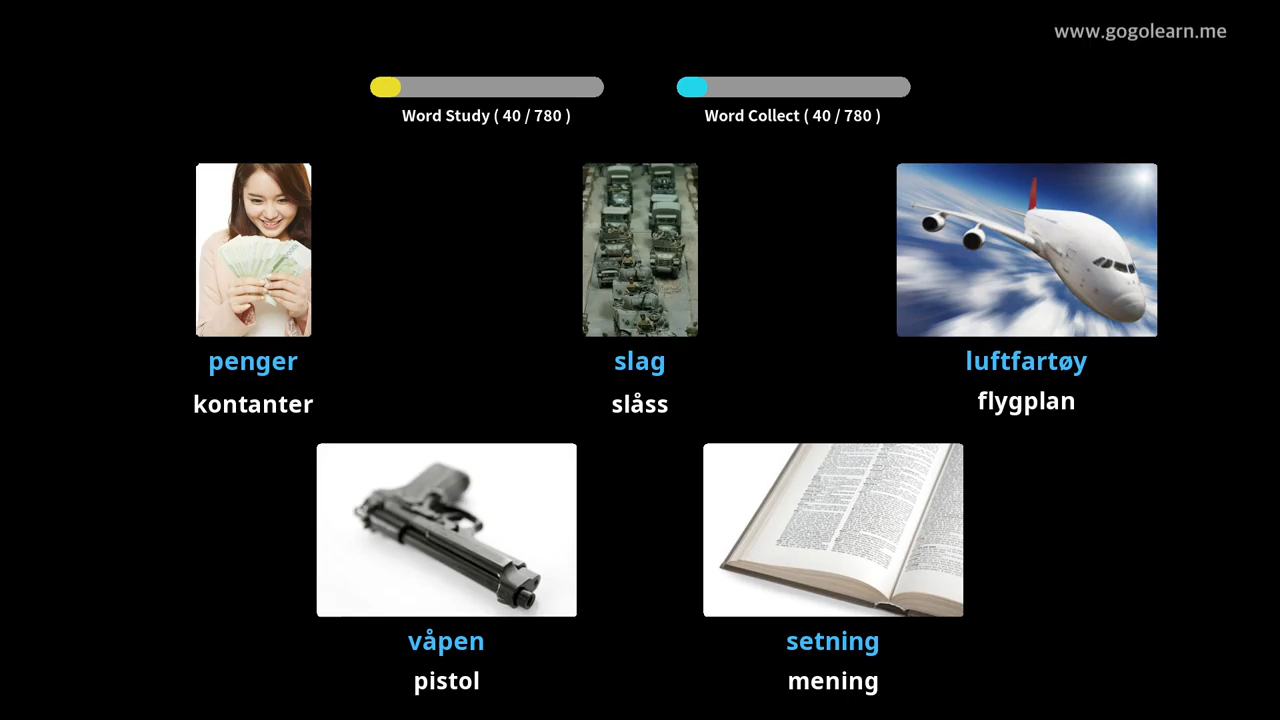 www.gogolearn.me
Word Study ( 40 / 780 )
Word Collect ( 40 / 780 )
penger
kontanter
slag
slåss
luftfartøy
flygplan
våpen
pistol
setning
mening